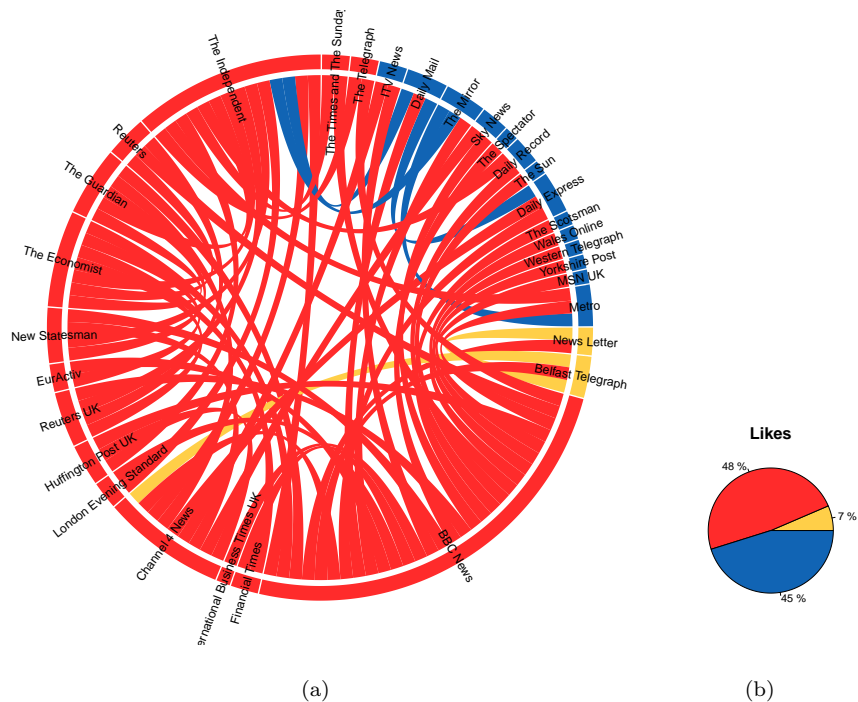 The Independent
The Times and The Sunday
The Telegraph
ITV News
Daily Mail
The Mirror
Sky News
The Spectator
Daily Record
The Sun
Daily Express
The Scotsman
Wales Online
Western Telegraph
Yorkshire Post
MSN UK
Metro
News Letter
Belfast Telegraph
BBC News
Financial Times
ernational Business Times UK
Channel 4 News
London Evening Standard
Huffington Post UK
Reuters UK
EurActiv
New Statesman
The Economist
The Guardian
Reuters
Likes
48 %
7 %
45 %
(a)
(b)